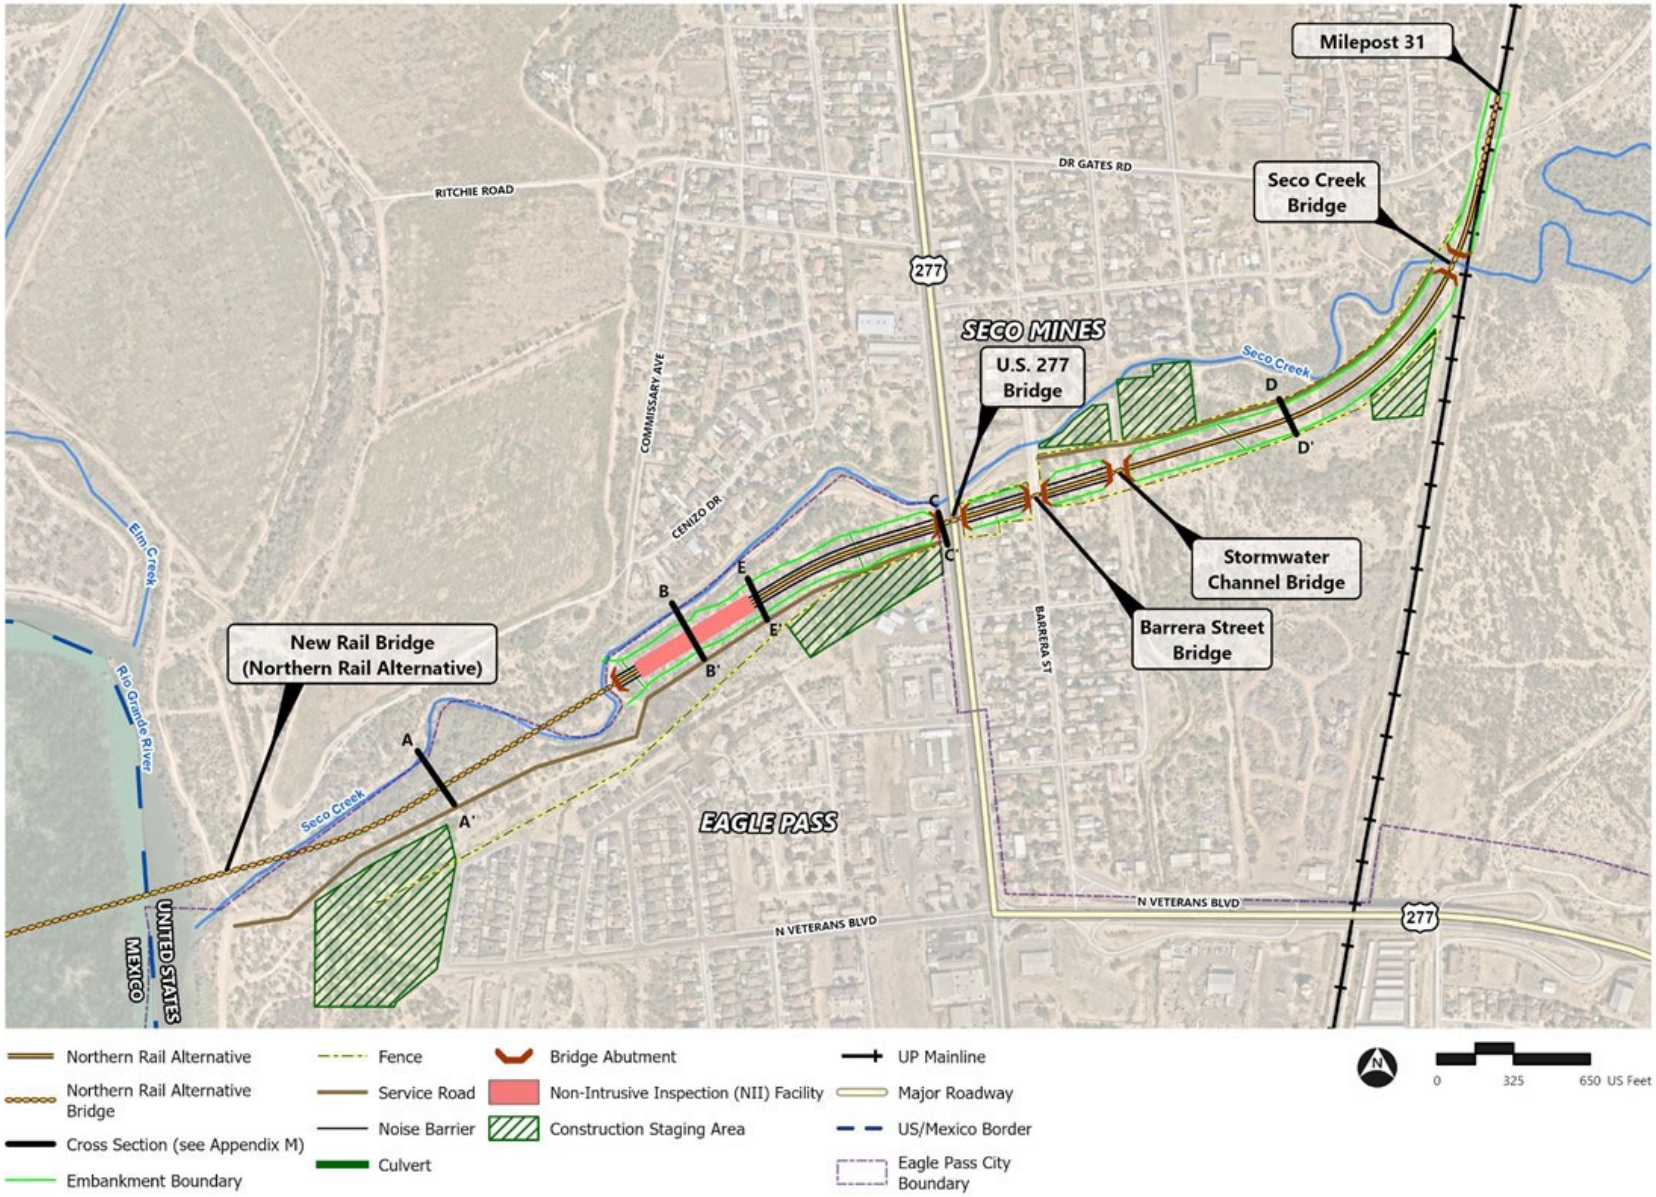 Milepost 31
DR GATES RD
Seco Creek
Bridge
RITCHIE ROAD
277
SECO MINES
U.S. 277
Bridge
Seco Creek
COMMISSARY AVE
D
D'
CENIZO DR
C
C'
Elm Creek
Stormwater
Channel Bridge
E
E'
B
B'
BARRERA ST
Barrera Street
Bridge
New Rail Bridge
(Northern Rail Alternative)
Rio Grande River
A
A'
Seco Creek
EAGLE PASS
N VETERANS BLVD
N VETERANS BLVD
277
UNITED STATES
MEXICO
Northern Rail Alternative
Northern Rail Alternative
Bridge
Cross Section (see Appendix M)
Embankment Boundary
Fence
Service Road
Noise Barrier
Culvert
Bridge Abutment
Non-Intrusive Inspection (NII) Facility
Construction Staging Area
UP Mainline
Major Roadway
US/Mexico Border
Eagle Pass City
Boundary
N
0 325 650 US Feet